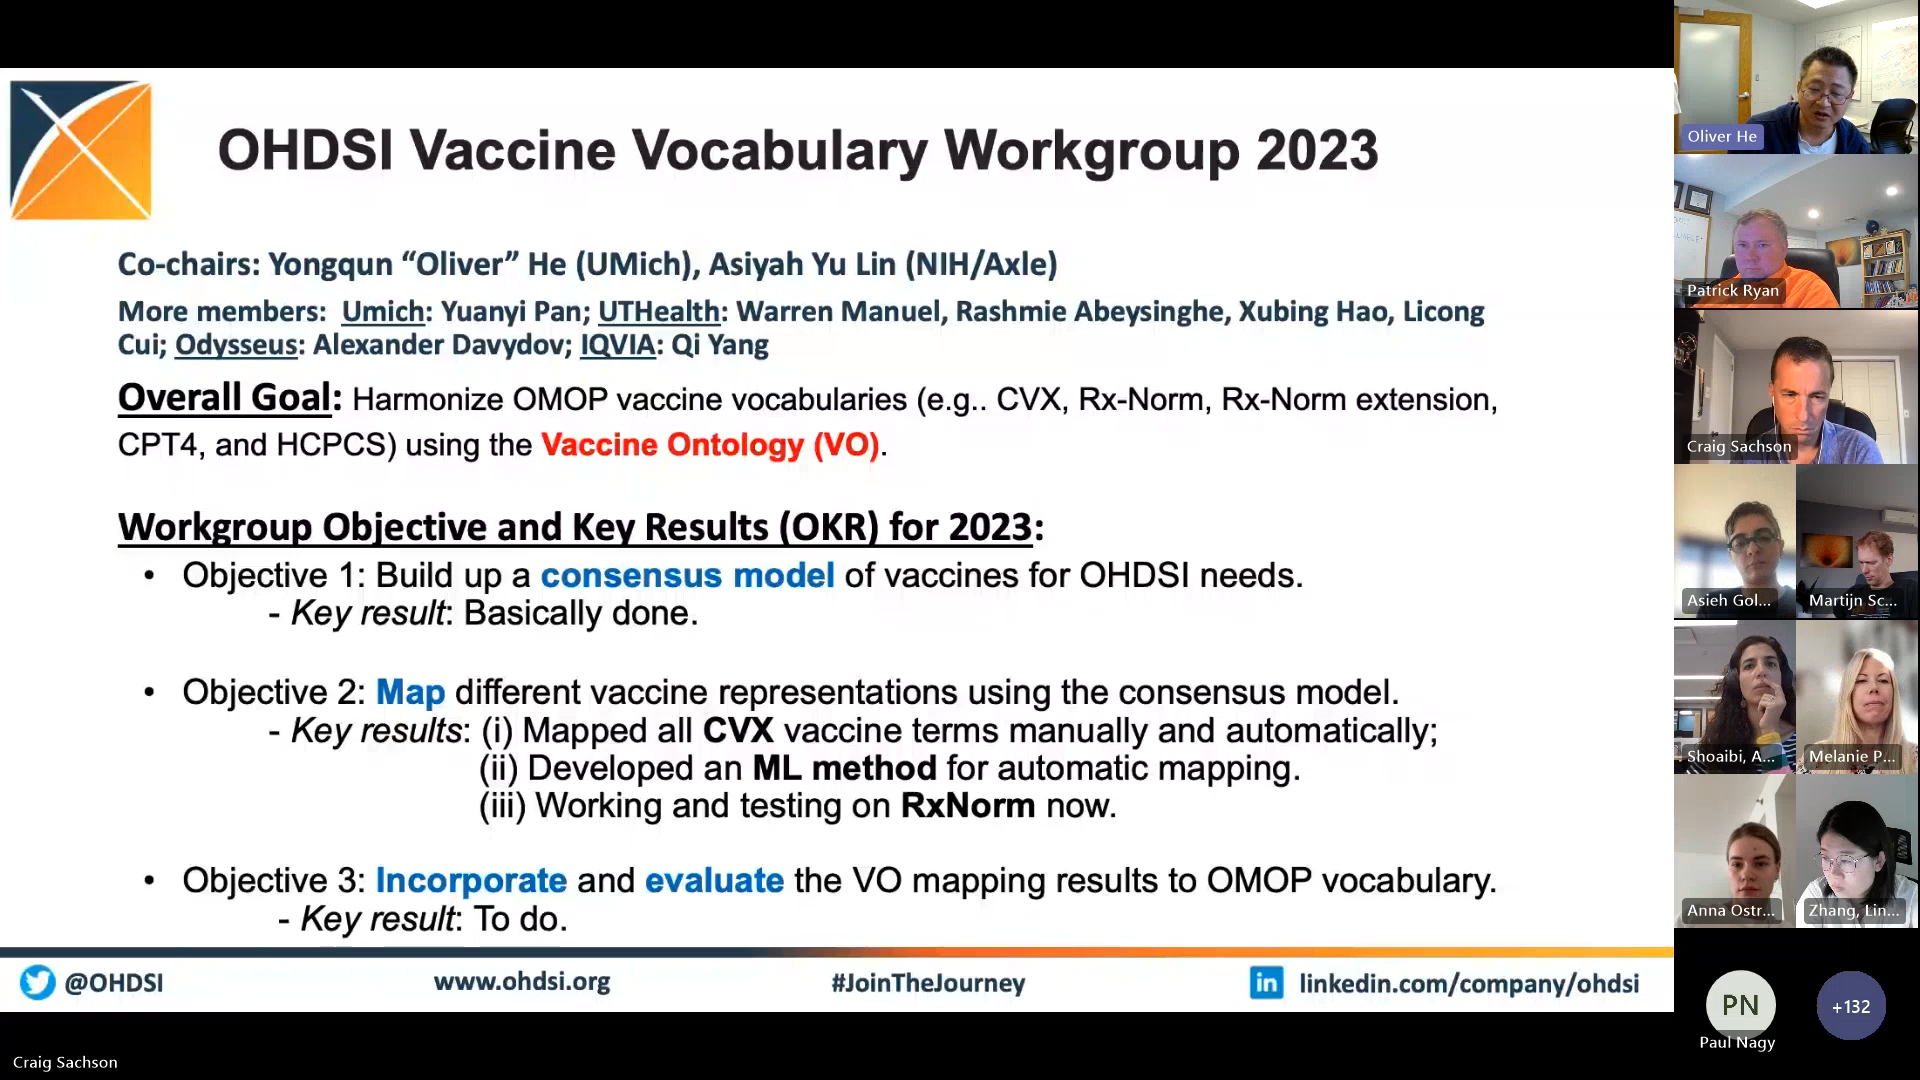 OHDSI Vaccine Vocabulary Workgroup 2023
Co-chairs: Yongqun “Oliver” He (UMich), Asiyah Yu Lin (NIH/Axle)
More members: Umich: Yuanyi Pan; UTHealth: Warren Manuel, Rashmie Abeysinghe, Xubing Hao, Licong
Cui; Odysseus: Alexander Davydov; IQVIA: Qi Yang
Overall Goal: Harmonize OMOP vaccine vocabularies (e.g.. CVX, Rx-Norm, Rx-Norm extension,
CPT4, and HCPCS) using the Vaccine Ontology (VO).
Workgroup Objective and Key Results (OKR) for 2023:
• Objective 1: Build up a consensus model of vaccines for OHDSI needs.
- Key result: Basically done.
• Objective 2: Map different vaccine representations using the consensus model.
- Key results: (i) Mapped all CVX vaccine terms manually and automatically;
(ii) Developed an ML method for automatic mapping.
(iii) Working and testing on RxNorm now.
• Objective 3: Incorporate and evaluate the VO mapping results to OMOP vocabulary.
- Key result: To do.
@OHDSI
www.ohdsi.org
#JoinTheJourney
in
linkedin.com/company/ohdsi
Oliver He
Patrick Ryan
Craig Sachson
Asieh Gol...
Martijn Sc...
Shoaibi, A...
Melanie P...
Anna Ostr...
Zhang, Lin...
PN
+132
Paul Nagy
Craig Sachson